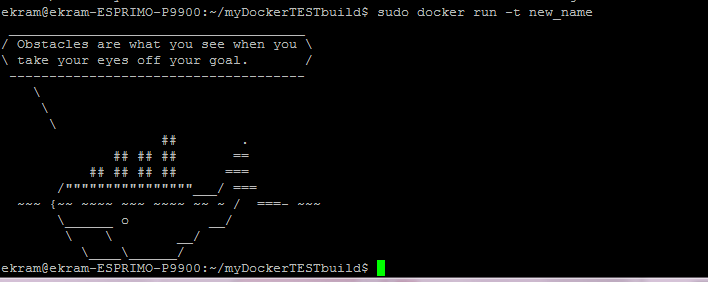 ekram@ekram-ESPRIMO-P9900:~/myDockerTESTbuild$ sudo docker run -t new_name
 _____________________________________
/ Obstacles are what you see when you \
\ take your eyes off your goal.       /
 -------------------------------------
    \
     \
      \
                    ##        .
              ## ## ##       ==
           ## ## ## ##      ===
       /""""""""""""""""___/ ===
  ~~~ {~~ ~~~~ ~~~ ~~~~ ~~ ~ /  ===- ~~~
       \______ o          __/
        \    \        __/
          \____\______/
ekram@ekram-ESPRIMO-P9900:~/myDockerTESTbuild$